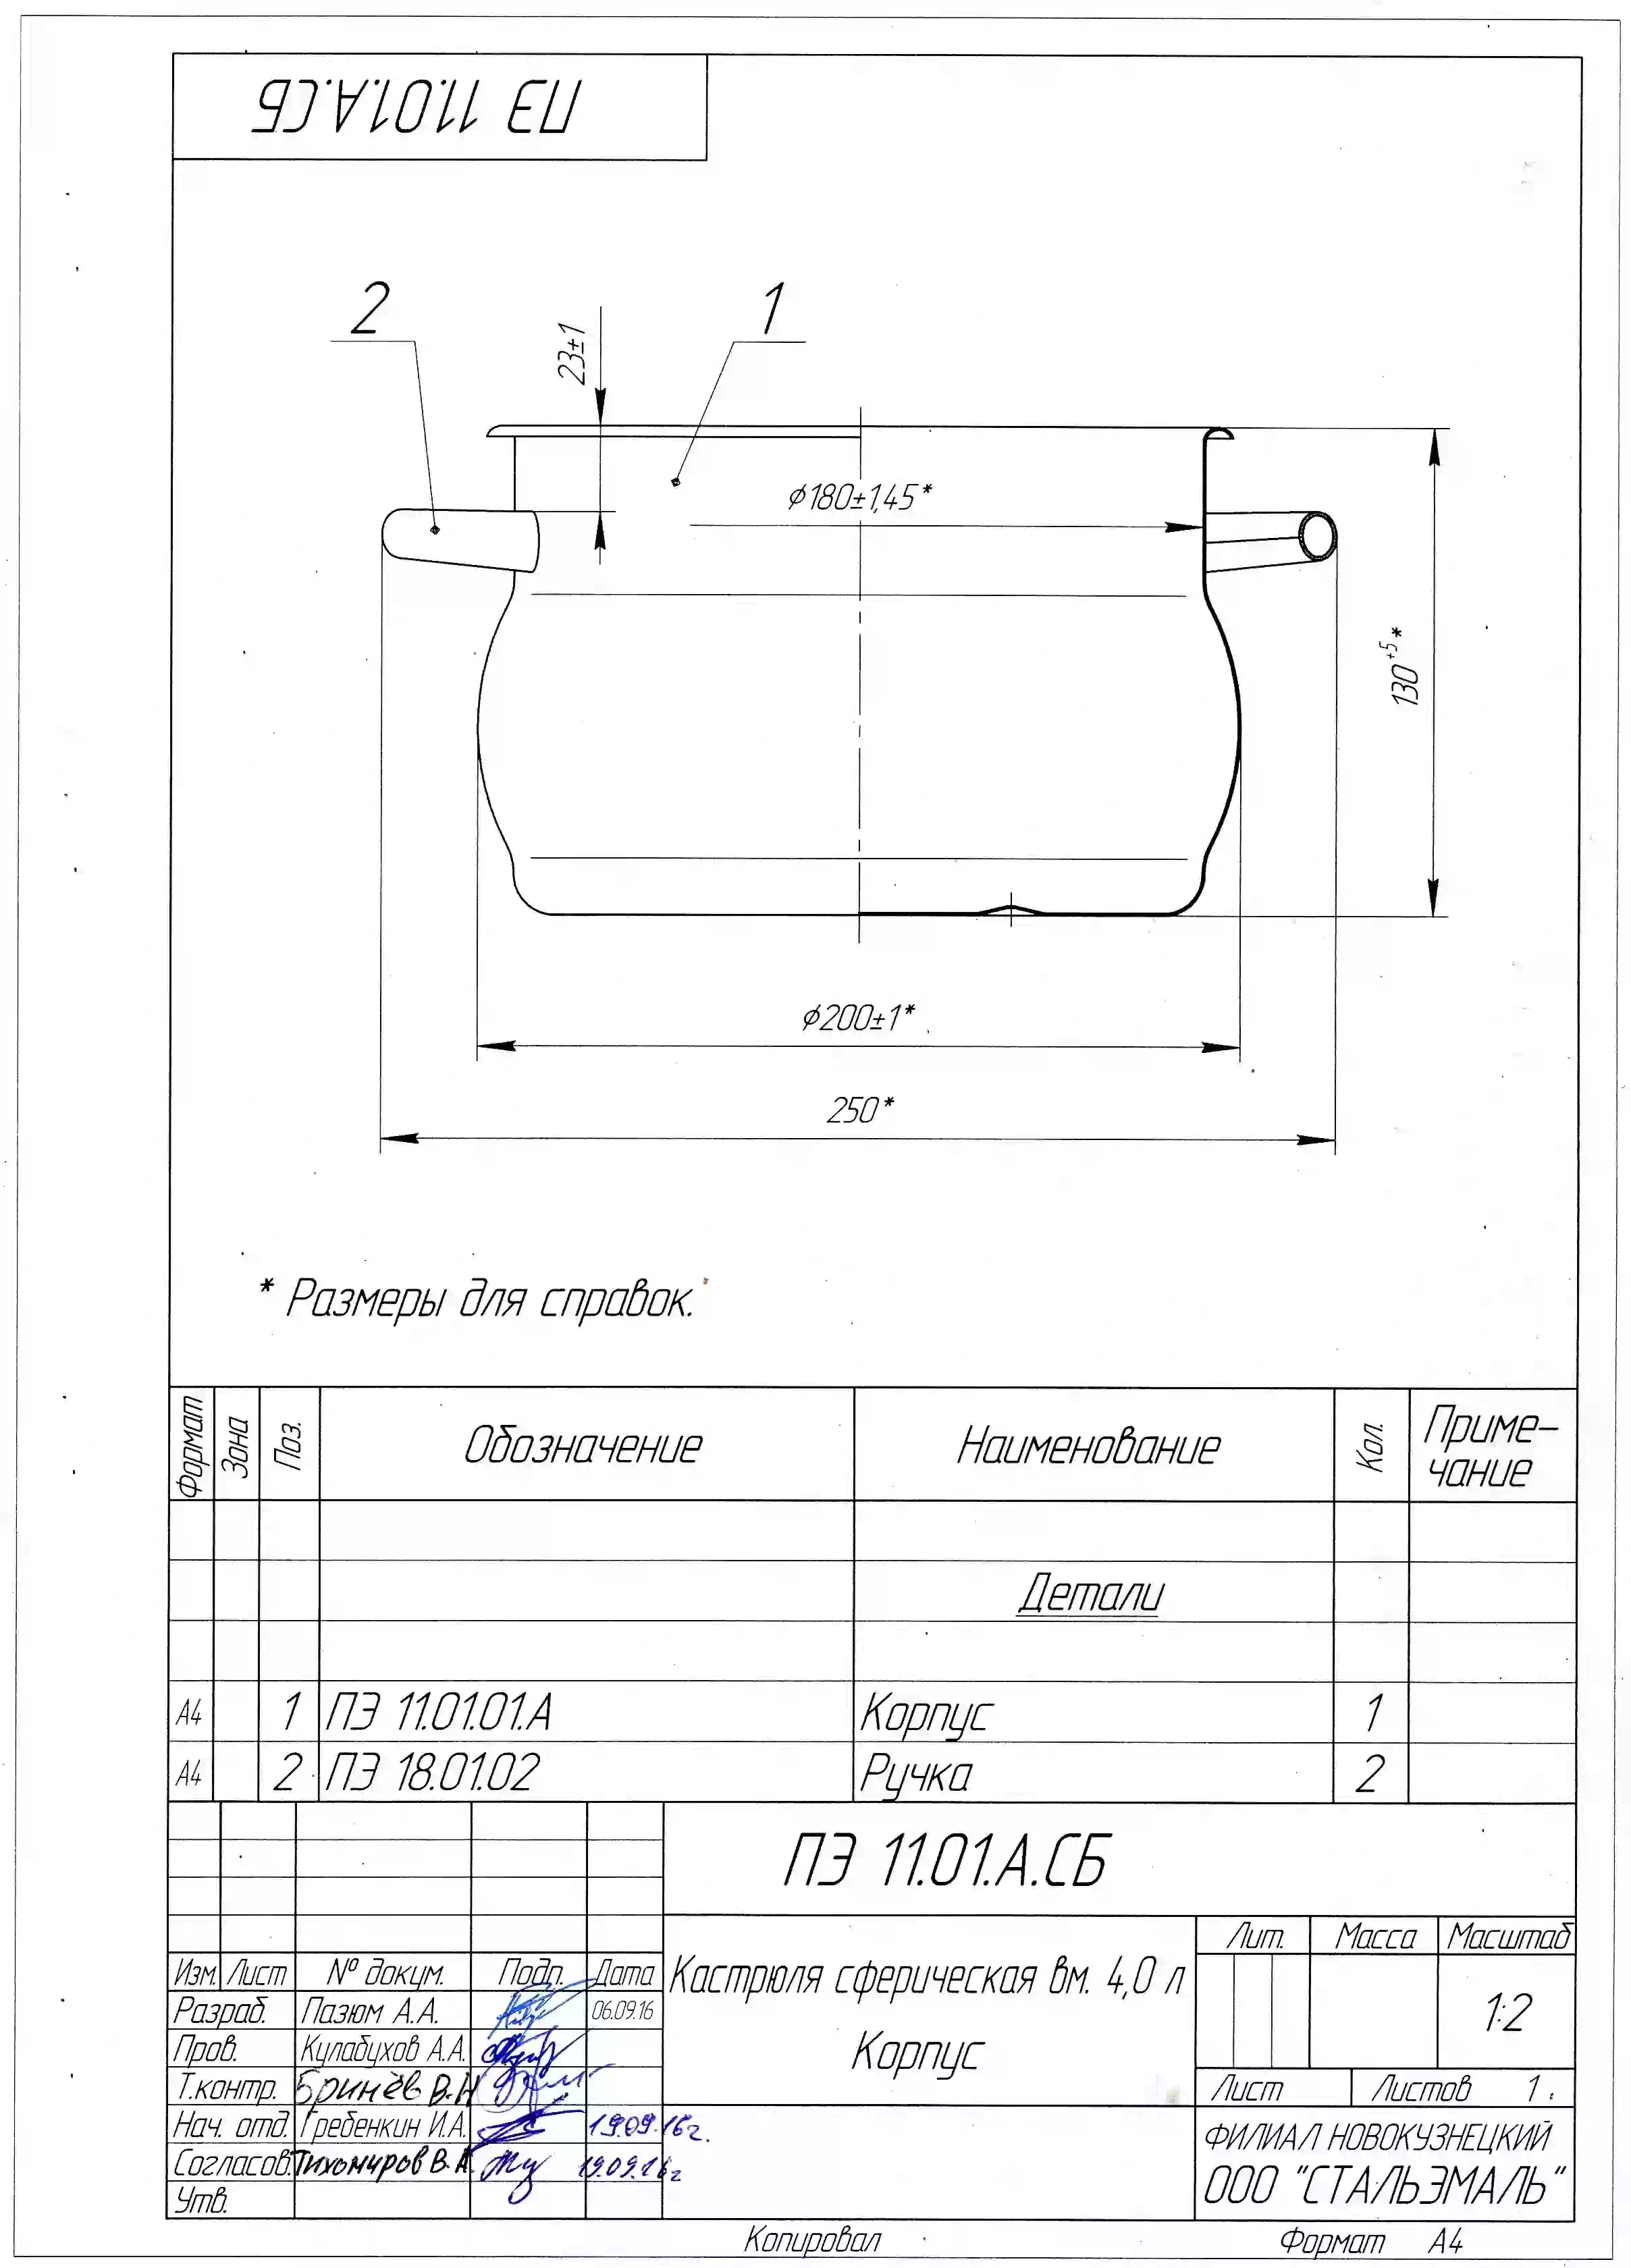 ПЭ 11.01.А.СБ
2
1
23±1
⌀180±1,45*
130⁺⁵*
⌀200±1*
250*
* Размеры для справок.
Формат Зона Поз. Обозначение Наименование Кол. Приме-
чание
Детали
А4 1 ПЭ 11.01.01.А Корпус 1
А4 2 ПЭ 18.01.02 Ручка 2
ПЭ 11.01.А.СБ
Лит. Масса Масштаб
Изм. Лист № докум. Подп. Дата
Кастрюля сферическая вм. 4,0 л
Корпус
1:2
Разраб. Пазюм А.А. 06.09.16
Пров. Кулабухов А.А.
Т.контр. Бринёв В.Н
Лист Листов 1
Нач. отд. Гребенкин И.А. 19.09.16г.
Согласов. Тихомиров В.А. 19.09.16г
Утв.
ФИЛИАЛ НОВОКУЗНЕЦКИЙ
ООО "СТАЛЬЭМАЛЬ"
Копировал Формат А4